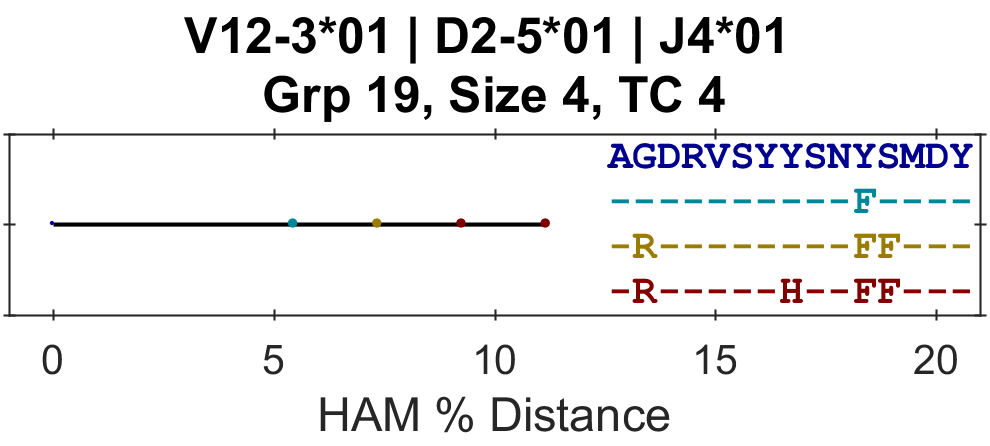 V12-3*01 | D2-5*01 | J4*01
Grp 19, Size 4, TC 4
AGDRVSYYSNYSMDY
----------F----
-R--------FF---
-R-----H--FF---
0 5 10 15 20
HAM % Distance